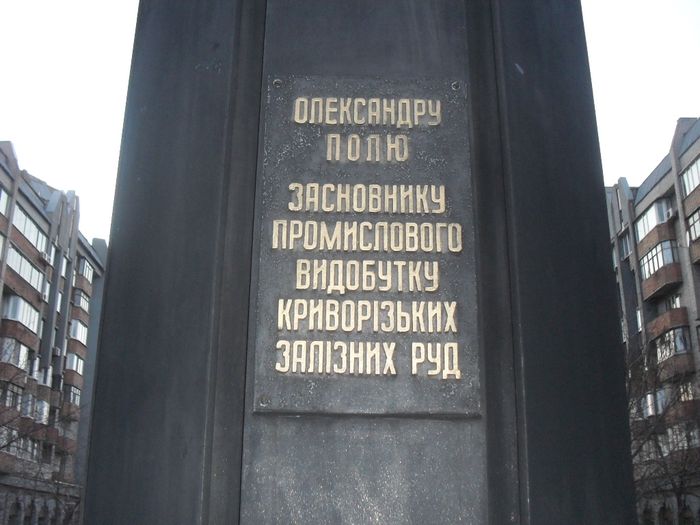 ОЛЕКСАНДРУ
ПОЛЮ
ЗАСНОВНИКУ
ПРОМИСЛОВОГО
ВИДОБУТКУ
КРИВОРІЗЬКИХ
ЗАЛІЗНИХ РУД